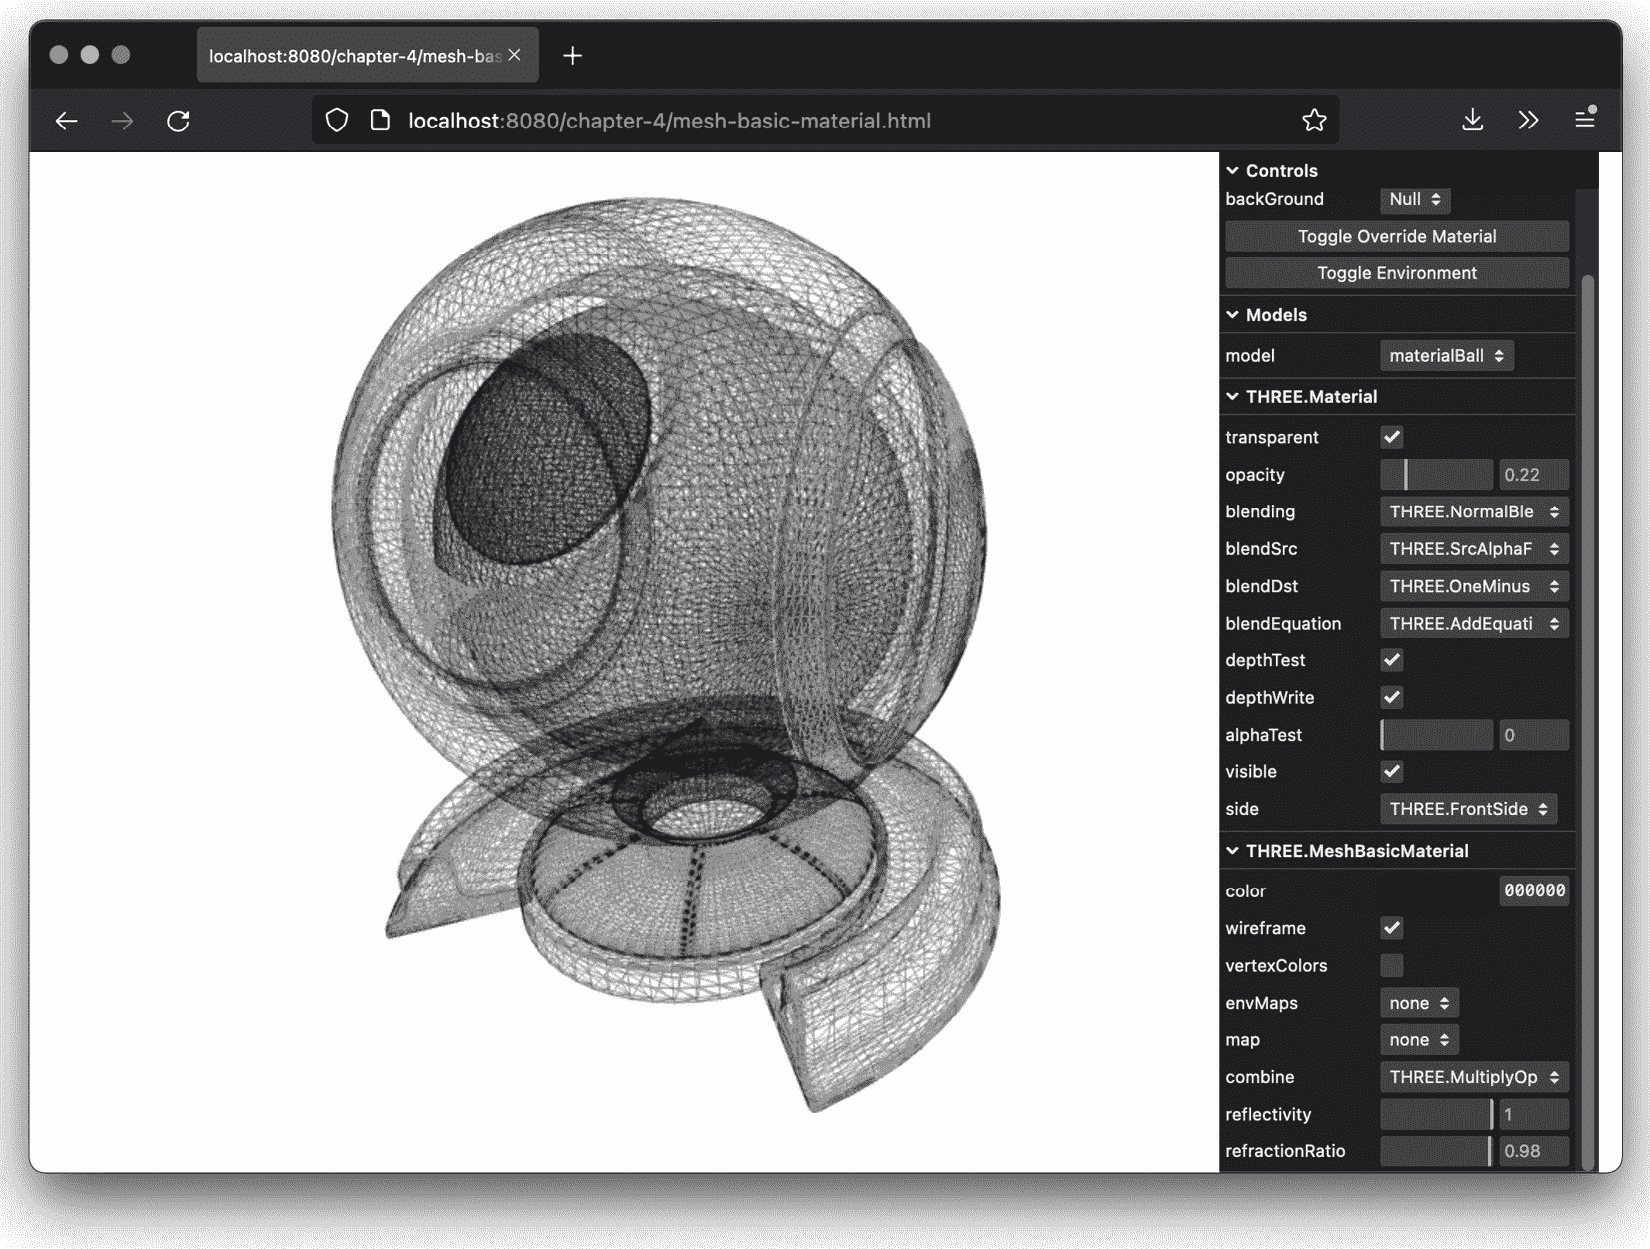 localhost:8080/chapter-4/mesh-bas
localhost:8080/chapter-4/mesh-basic-material.html
Controls
backGround Null
Toggle Override Material
Toggle Environment
Models
model materialBall
THREE.Material
transparent
opacity 0.22
blending THREE.NormalBle
blendSrc THREE.SrcAlphaF
blendDst THREE.OneMinus
blendEquation THREE.AddEquati
depthTest
depthWrite
alphaTest 0
visible
side THREE.FrontSide
THREE.MeshBasicMaterial
color 000000
wireframe
vertexColors
envMaps none
map none
combine THREE.MultiplyOp
reflectivity 1
refractionRatio 0.98